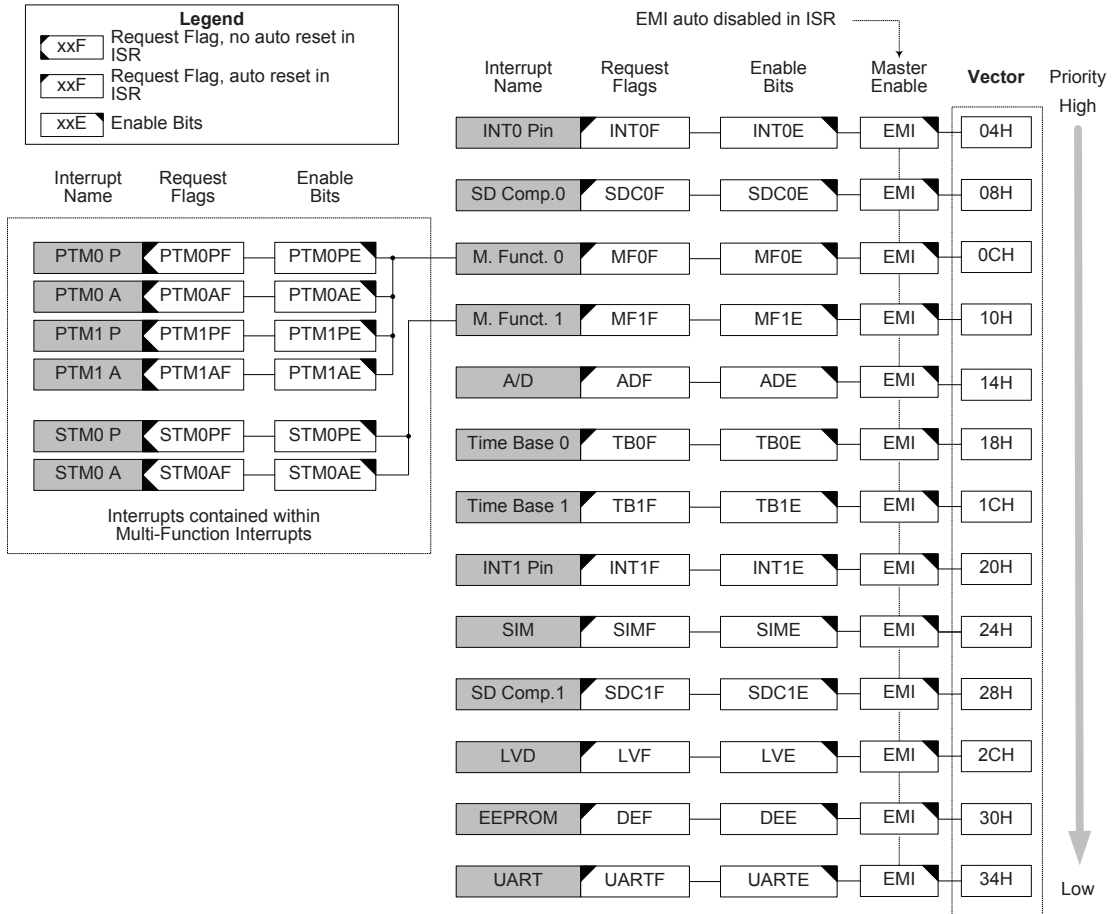 Legend
xxF Request Flag, no auto reset in
ISR
xxF Request Flag, auto reset in
ISR
xxE Enable Bits
EMI auto disabled in ISR
Interrupt Name Request Flags Enable Bits
PTM0 P PTM0PF PTM0PE
PTM0 A PTM0AF PTM0AE
PTM1 P PTM1PF PTM1PE
PTM1 A PTM1AF PTM1AE
STM0 P STM0PF STM0PE
STM0 A STM0AF STM0AE
Interrupts contained within
Multi-Function Interrupts
Interrupt Name Request Flags Enable Bits Master Enable Vector Priority
High
INT0 Pin INT0F INT0E EMI 04H
SD Comp.0 SDC0F SDC0E EMI 08H
M. Funct. 0 MF0F MF0E EMI 0CH
M. Funct. 1 MF1F MF1E EMI 10H
A/D ADF ADE EMI 14H
Time Base 0 TB0F TB0E EMI 18H
Time Base 1 TB1F TB1E EMI 1CH
INT1 Pin INT1F INT1E EMI 20H
SIM SIMF SIME EMI 24H
SD Comp.1 SDC1F SDC1E EMI 28H
LVD LVF LVE EMI 2CH
EEPROM DEF DEE EMI 30H
UART UARTF UARTE EMI 34H
Low